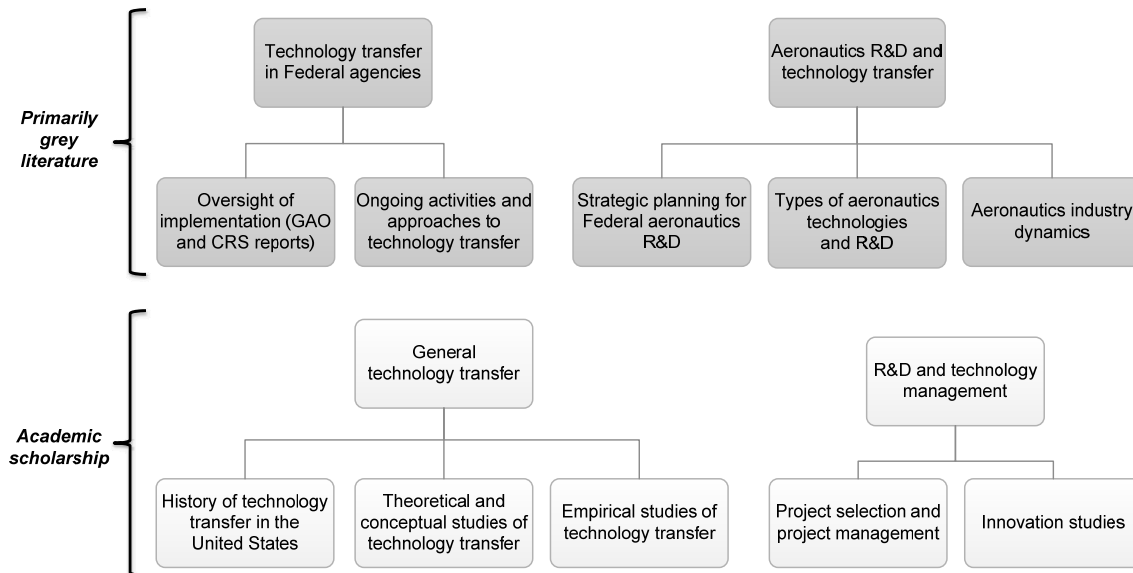 Primarily
grey
literature
Technology transfer
in Federal agencies
Aeronautics R&D and
technology transfer
Oversight of
implementation (GAO
and CRS reports)
Ongoing activities and
approaches to
technology transfer
Strategic planning for
Federal aeronautics
R&D
Types of aeronautics
technologies
and R&D
Aeronautics industry
dynamics
Academic
scholarship
General
technology transfer
R&D and technology
management
History of technology
transfer in the
United States
Theoretical and
conceptual studies of
technology transfer
Empirical studies of
technology transfer
Project selection and
project management
Innovation studies